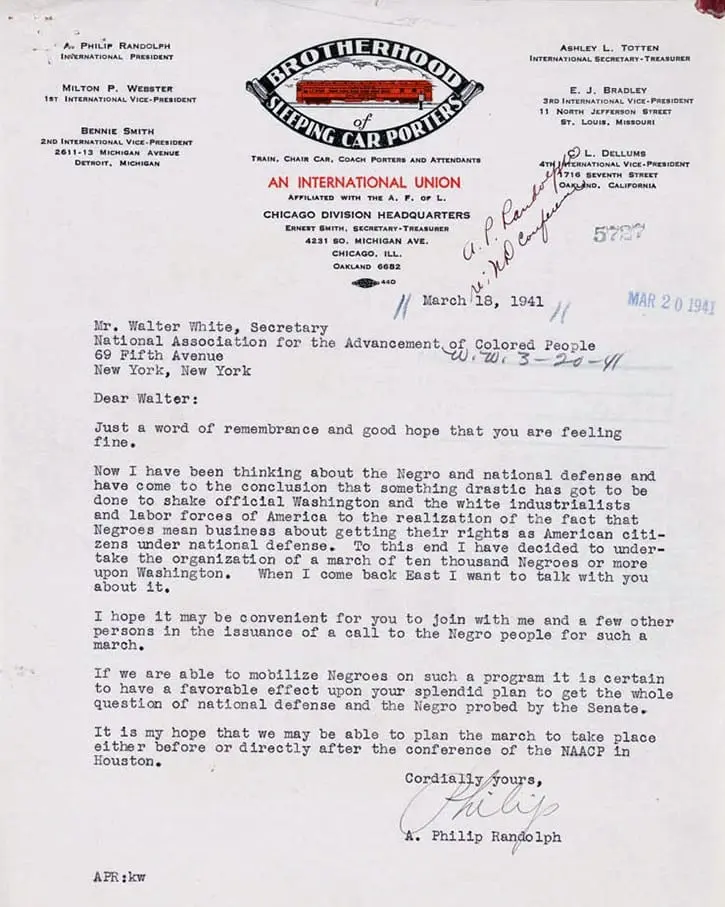 A. PHILIP RANDOLPH
INTERNATIONAL PRESIDENT
MILTON P. WEBSTER
1ST INTERNATIONAL VICE-PRESIDENT
BENNIE SMITH
2ND INTERNATIONAL VICE-PRESIDENT
2611-13 MICHIGAN AVENUE
DETROIT, MICHIGAN
BROTHERHOOD
of
SLEEPING CAR PORTERS
TRAIN, CHAIR CAR, COACH PORTERS AND ATTENDANTS
AN INTERNATIONAL UNION
AFFILIATED WITH THE A. F. OF L.
CHICAGO DIVISION HEADQUARTERS
ERNEST SMITH, SECRETARY-TREASURER
4231 SO. MICHIGAN AVE.
CHICAGO, ILL.
OAKLAND 6682
440
ASHLEY L. TOTTEN
INTERNATIONAL SECRETARY-TREASURER
E. J. BRADLEY
3RD INTERNATIONAL VICE-PRESIDENT
11 NORTH JEFFERSON STREET
ST. LOUIS, MISSOURI
L. DELLUMS
4TH INTERNATIONAL VICE-PRESIDENT
1716 SEVENTH STREET
OAKLAND, CALIFORNIA
A. P. Randolph
re: ND Conference
5727
March 18, 1941
MAR 20 1941
Mr. Walter White, Secretary
National Association for the Advancement of Colored People
69 Fifth Avenue
W. W. 3-20-41
New York, New York
Dear Walter:
Just a word of remembrance and good hope that you are feeling
fine.
Now I have been thinking about the Negro and national defense and
have come to the conclusion that something drastic has got to be
done to shake official Washington and the white industrialists
and labor forces of America to the realization of the fact that
Negroes mean business about getting their rights as American citi-
zens under national defense. To this end I have decided to under-
take the organization of a march of ten thousand Negroes or more
upon Washington. When I come back East I want to talk with you
about it.
I hope it may be convenient for you to join with me and a few other
persons in the issuance of a call to the Negro people for such a
march.
If we are able to mobilize Negroes on such a program it is certain
to have a favorable effect upon your splendid plan to get the whole
question of national defense and the Negro probed by the Senate.
It is my hope that we may be able to plan the march to take place
either before or directly after the conference of the NAACP in
Houston.
Cordially yours,
Philip
A. Philip Randolph
APR:kw